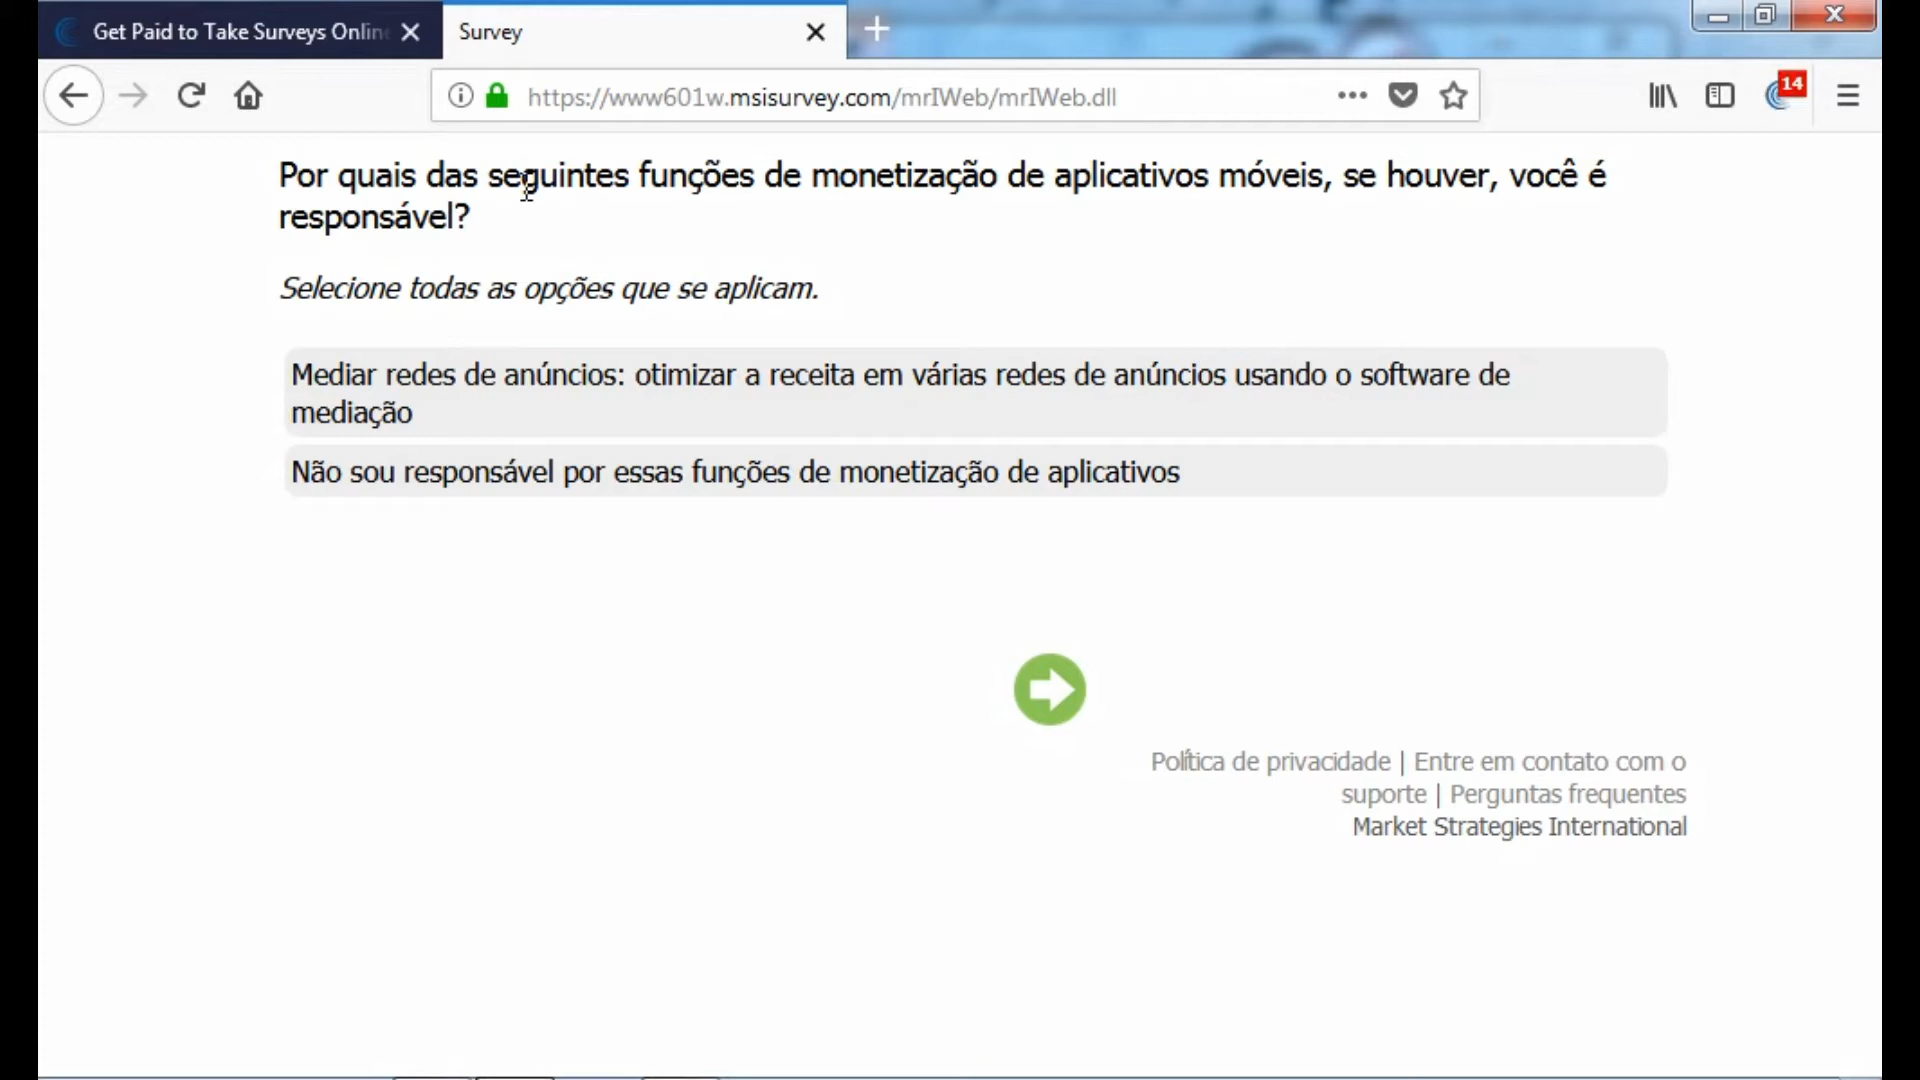 Get Paid to Take Surveys Onlin
Survey
https://www601w.msisurvey.com/mrIWeb/mrIWeb.dll
14
Por quais das seguintes funções de monetização de aplicativos móveis, se houver, você é
responsável?
Selecione todas as opções que se aplicam.
Mediar redes de anúncios: otimizar a receita em várias redes de anúncios usando o software de
mediação
Não sou responsável por essas funções de monetização de aplicativos
Política de privacidade | Entre em contato com o
suporte | Perguntas frequentes
Market Strategies International